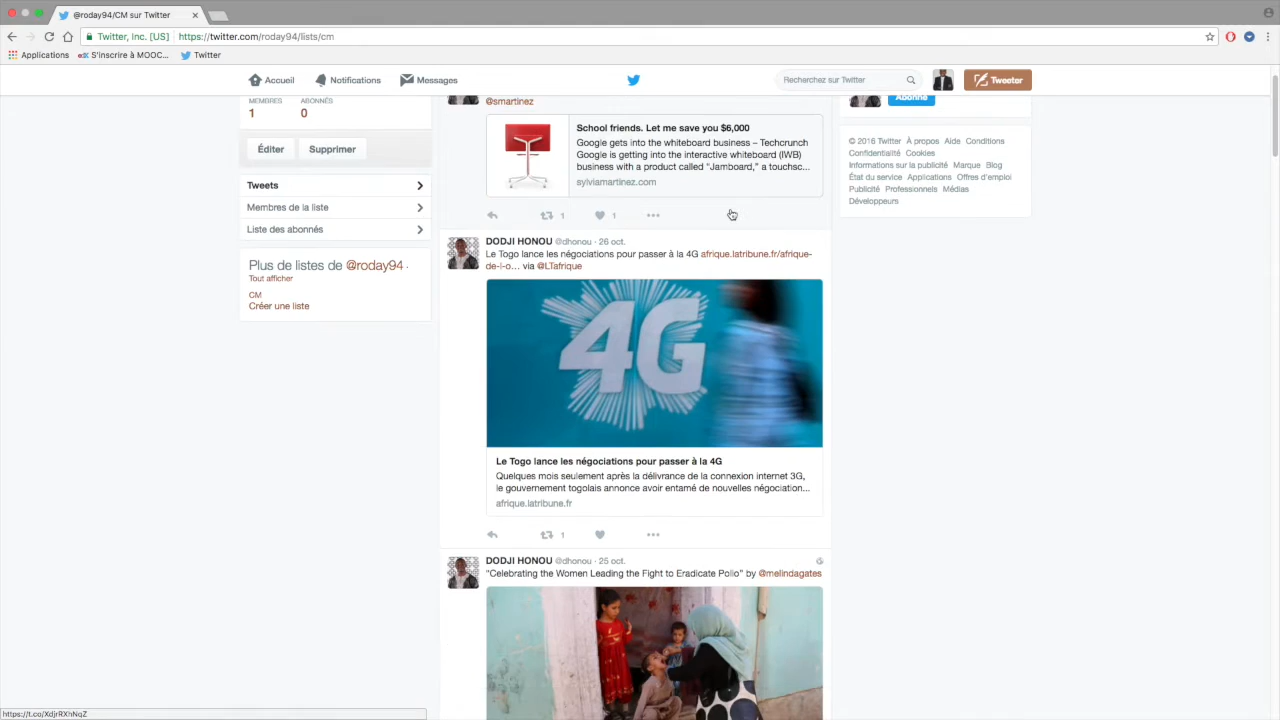 @roday94/CM sur Twitter
Twitter, Inc. [US] https://twitter.com/roday94/lists/cm
Applications S'inscrire à MOOC... Twitter
Accueil Notifications Messages Recherchez sur Twitter Tweeter
MEMBRES ABONNÉS
1 0
Éditer Supprimer
Tweets
Membres de la liste
Liste des abonnés
Plus de listes de @roday94 ·
Tout afficher
CM
Créer une liste
@smartinez
School friends. Let me save you $6,000
Google gets into the whiteboard business – Techcrunch
Google is getting into the interactive whiteboard (IWB)
business with a product called "Jamboard," a touchsc...
sylviamartinez.com
1 1
DODJI HONOU @dhonou · 26 oct.
Le Togo lance les négociations pour passer à la 4G afrique.latribune.fr/afrique-
de-l-o... via @LTafrique
4G
Le Togo lance les négociations pour passer à la 4G
Quelques mois seulement après la délivrance de la connexion internet 3G,
le gouvernement togolais annonce avoir entamé de nouvelles négociation...
afrique.latribune.fr
1
DODJI HONOU @dhonou · 25 oct.
"Celebrating the Women Leading the Fight to Eradicate Polio" by @melindagates
Abonné
© 2016 Twitter À propos Aide Conditions
Confidentialité Cookies
Informations sur la publicité Marque Blog
État du service Applications Offres d'emploi
Publicité Professionnels Médias
Développeurs
https://t.co/XdjrRXhNqZ